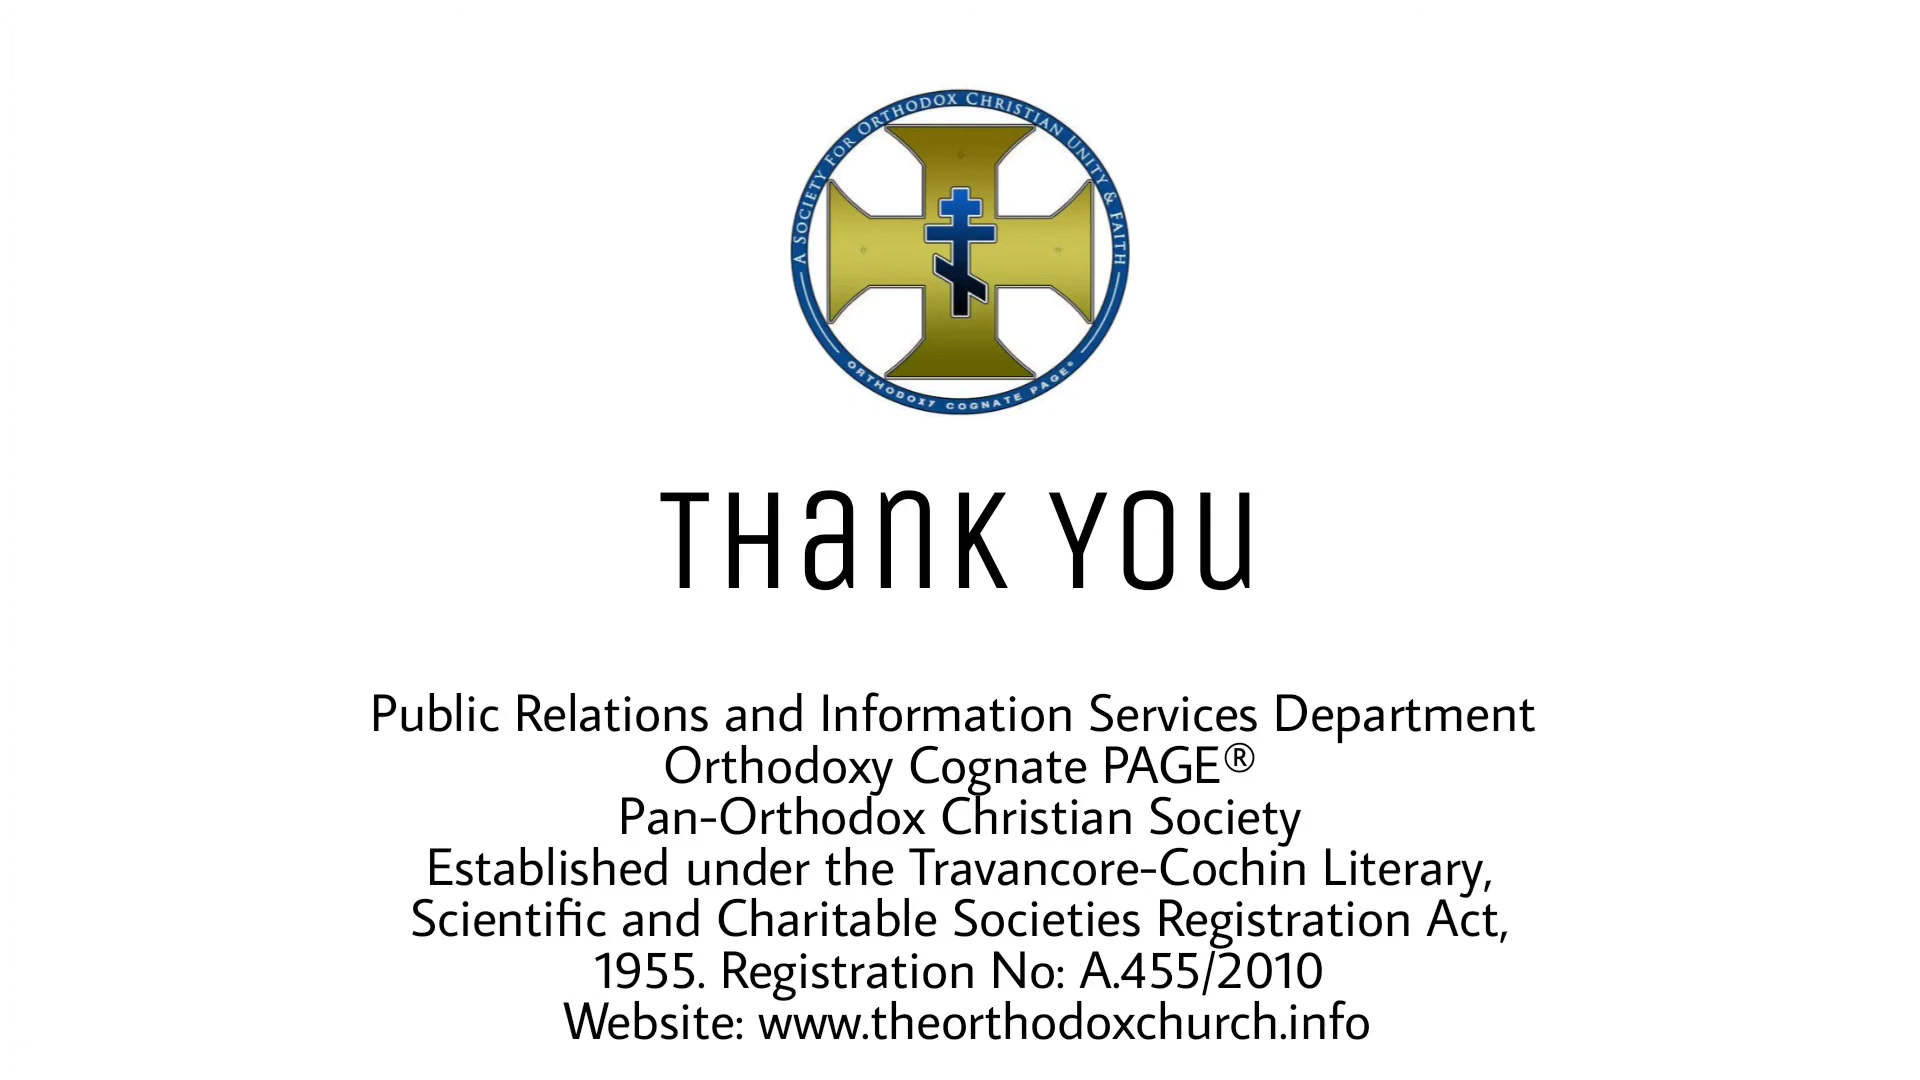 A Society for Orthodox Christian Unity & Faith
ORTHODOXY COGNATE PAGE®
THank YOU
Public Relations and Information Services Department
Orthodoxy Cognate PAGE®
Pan-Orthodox Christian Society
Established under the Travancore-Cochin Literary,
Scientific and Charitable Societies Registration Act,
1955. Registration No: A.455/2010
Website: www.theorthodoxchurch.info